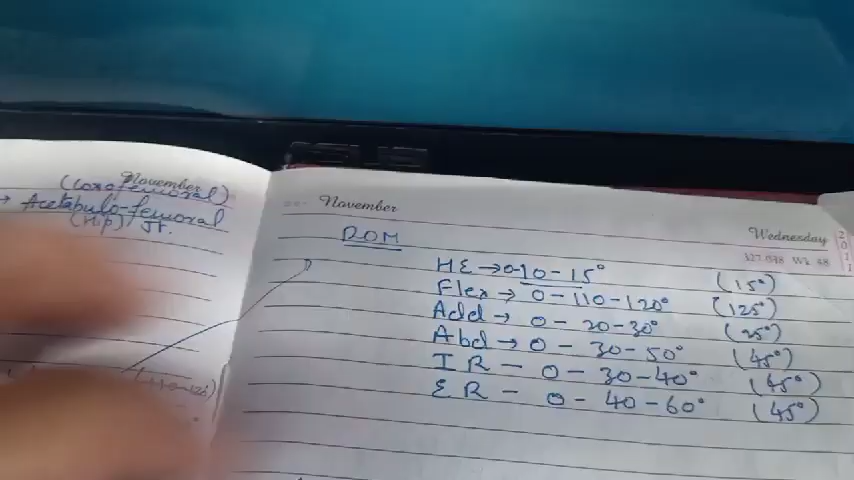 November
(Coxofemoral)
→ Acetabulo-femoral
(Hip) Jt.
November
Wednesday
ROM
HE → 0-10-15° (15°)
Flex → 0-110-120° (125°)
Add → 0-20-30° (25°)
Abd → 0-30-50° (45°)
IR - 0-30-40° (45°)
ER - 0-40-60° (45°)